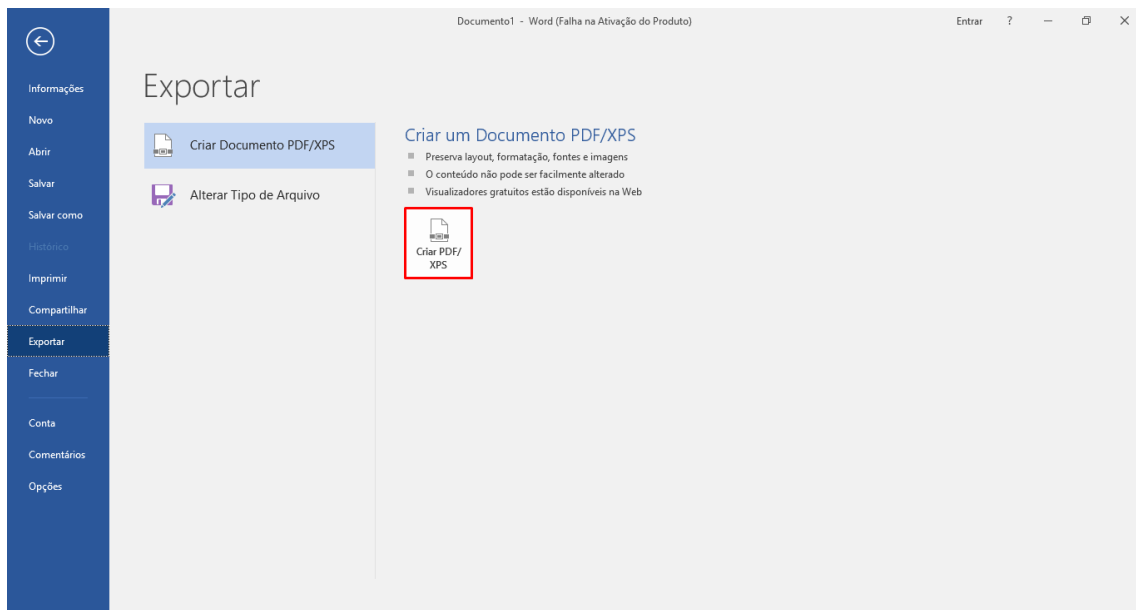 Documento1 - Word (Falha na Ativação do Produto)
Entrar
?
Informações
Novo
Abrir
Salvar
Salvar como
Histórico
Imprimir
Compartilhar
Exportar
Fechar
Conta
Comentários
Opções
Exportar
Criar Documento PDF/XPS
Alterar Tipo de Arquivo
Criar um Documento PDF/XPS
Preserva layout, formatação, fontes e imagens
O conteúdo não pode ser facilmente alterado
Visualizadores gratuitos estão disponíveis na Web
Criar PDF/
XPS